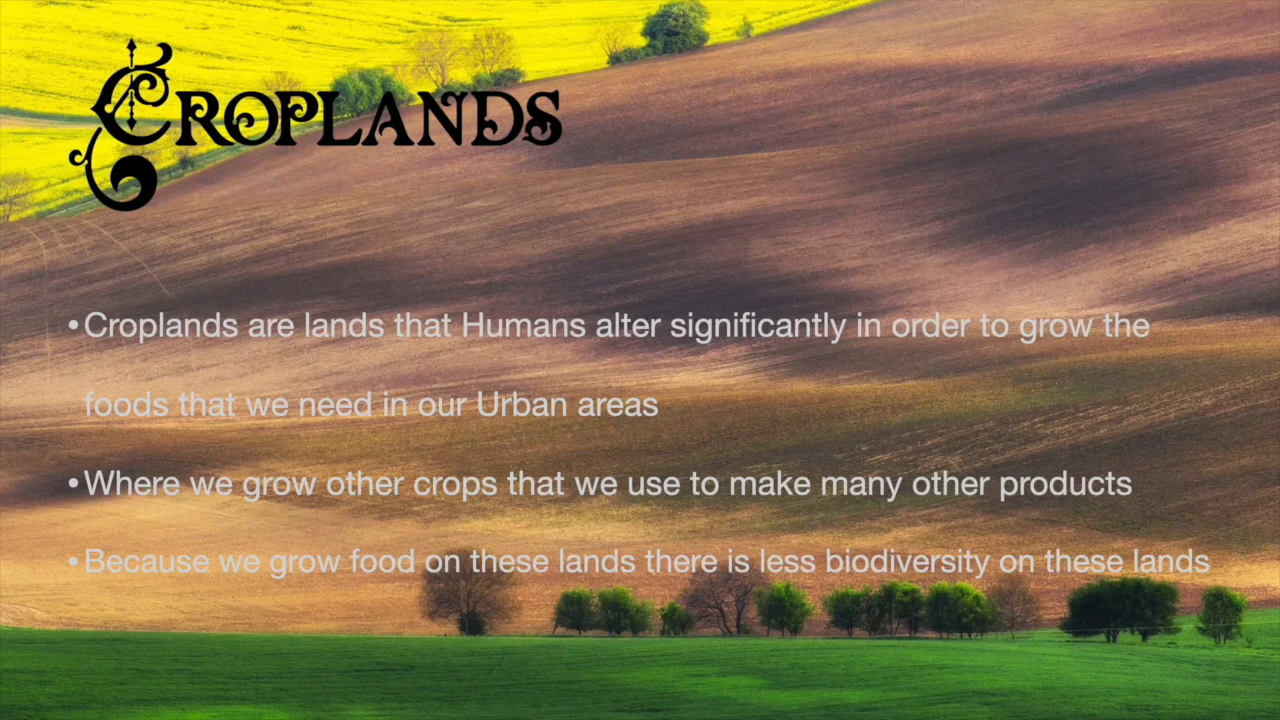 Croplands
•Croplands are lands that Humans alter significantly in order to grow the
foods that we need in our Urban areas
•Where we grow other crops that we use to make many other products
•Because we grow food on these lands there is less biodiversity on these lands